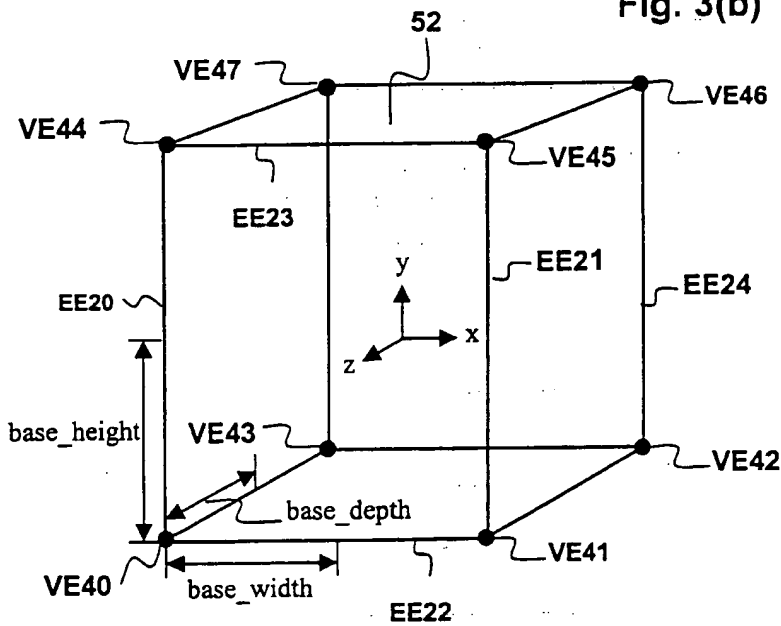 Fig. 3(b)
52
VE47
VE46
VE44
VE45
EE23
y
EE21
EE24
EE20
x
z
base_height
VE43
VE42
base_depth
VE41
VE40
base_width
EE22